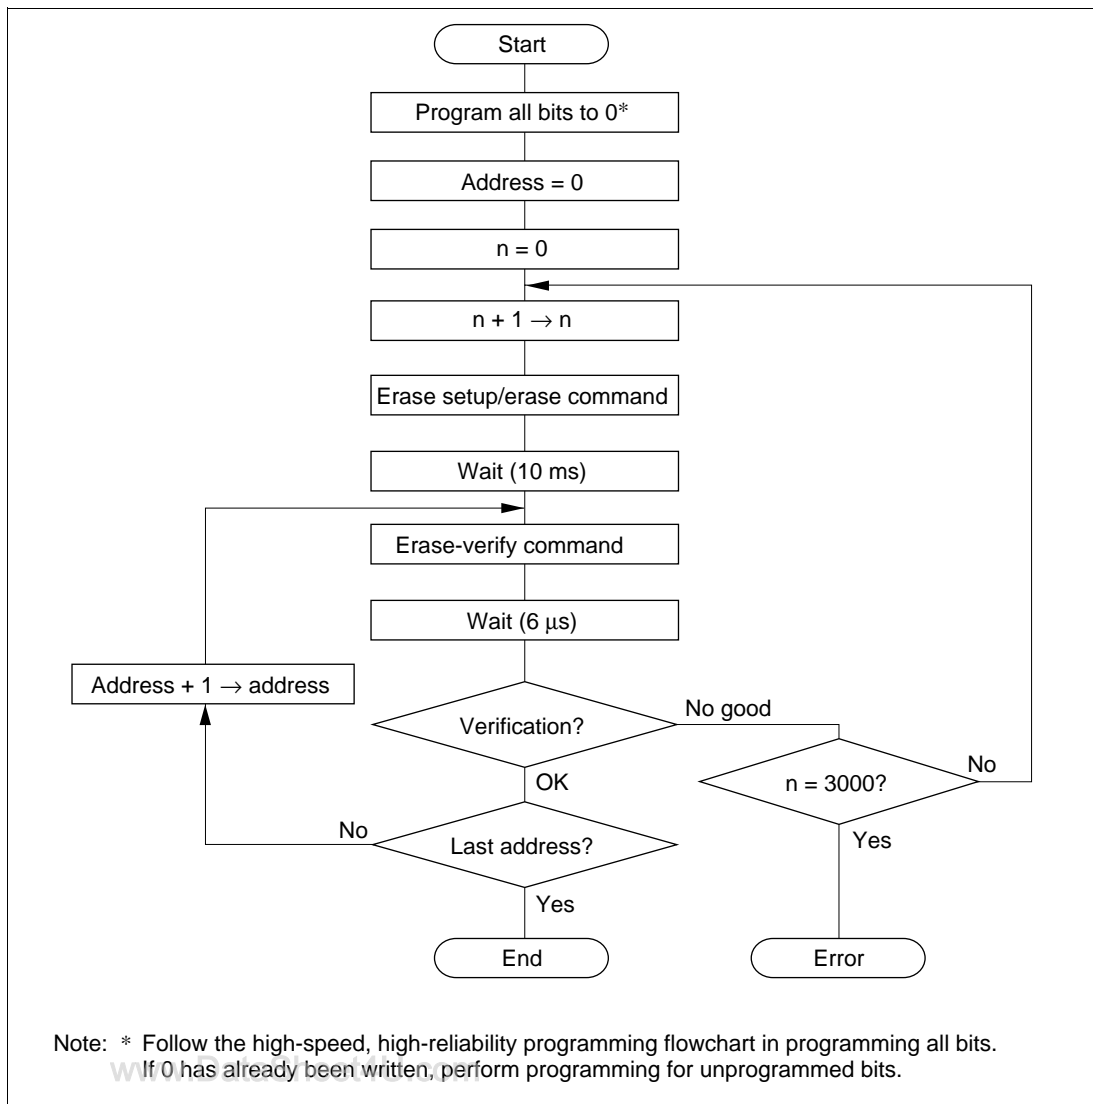 Start
Program all bits to 0*
Address = 0
n = 0
n + 1 → n
Erase setup/erase command
Wait (10 ms)
Erase-verify command
Wait (6 μs)
Address + 1 → address
Verification?
No good
OK
n = 3000?
No
Yes
No
Last address?
Yes
End
Error
Note: * Follow the high-speed, high-reliability programming flowchart in programming all bits.
If 0 has already been written, perform programming for unprogrammed bits.
www.DataSheet4U.com